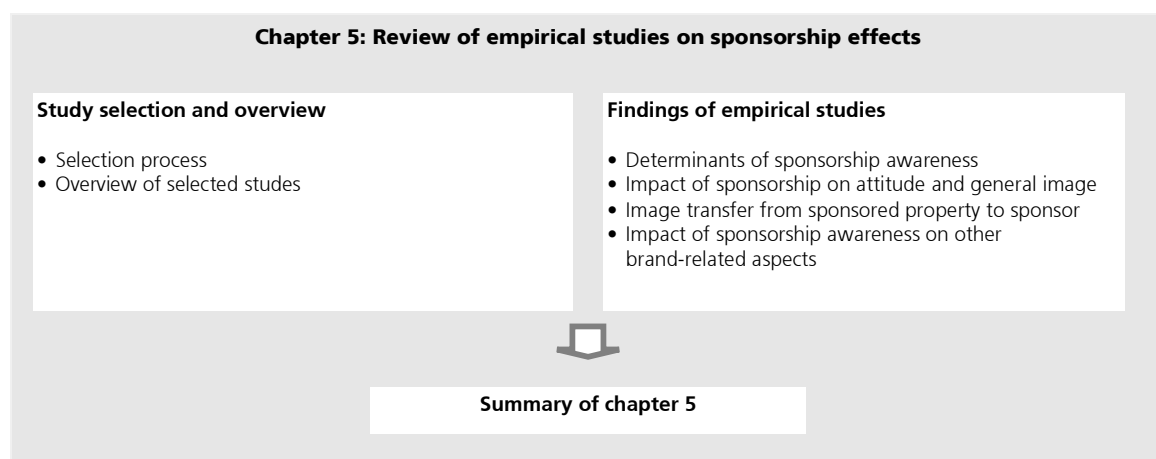 Chapter 5: Review of empirical studies on sponsorship effects
Study selection and overview
• Selection process
• Overview of selected studes
Findings of empirical studies
• Determinants of sponsorship awareness
• Impact of sponsorship on attitude and general image
• Image transfer from sponsored property to sponsor
• Impact of sponsorship awareness on other
brand-related aspects
Summary of chapter 5